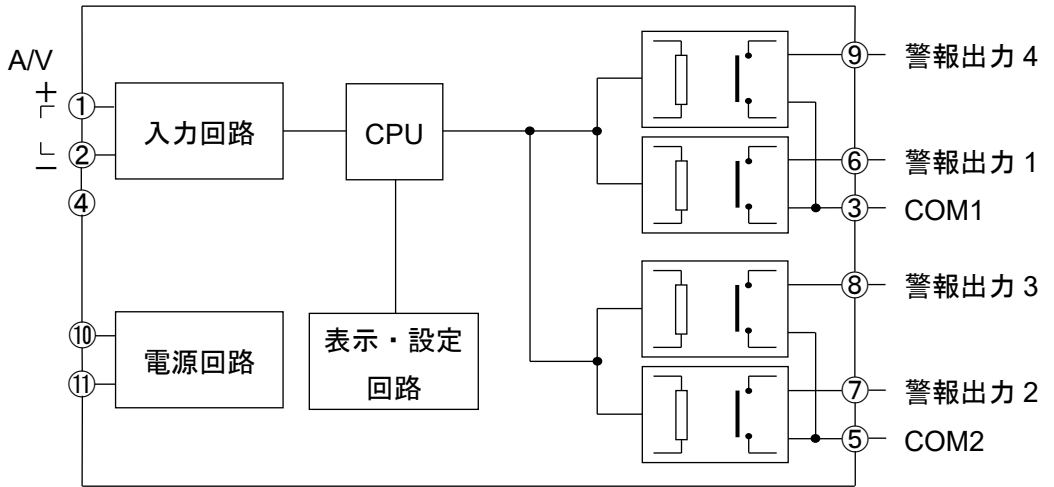 A/V
+
①
−
②
④
⑩
⑪
入力回路
CPU
電源回路
表示・設定
回路
⑨ 警報出力 4
⑥ 警報出力 1
③ COM1
⑧ 警報出力 3
⑦ 警報出力 2
⑤ COM2